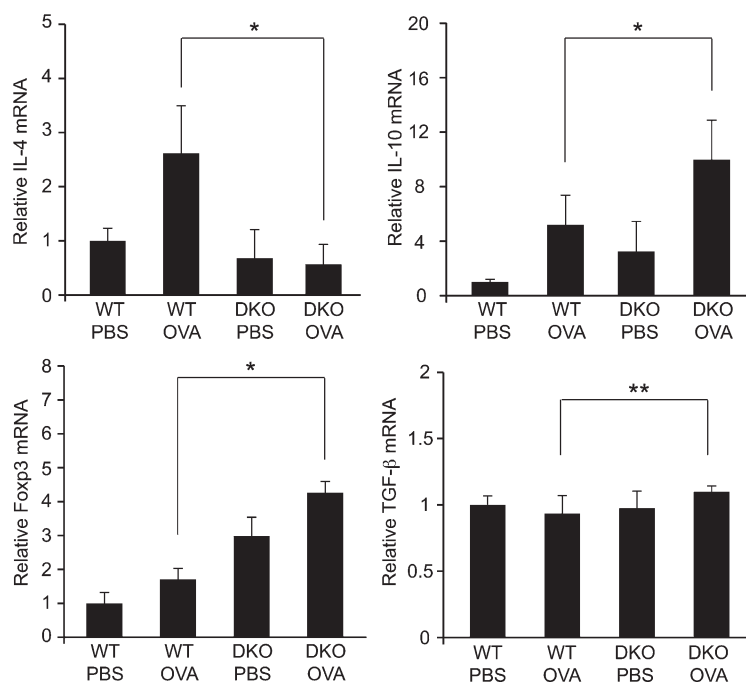 Relative IL-4 mRNA
5
4
3
2
1
0
*
WT
PBS
WT
OVA
DKO
PBS
DKO
OVA
Relative IL-10 mRNA
20
16
12
8
4
0
*
WT
PBS
WT
OVA
DKO
PBS
DKO
OVA
Relative Foxp3 mRNA
8
7
6
5
4
3
2
1
0
*
WT
PBS
WT
OVA
DKO
PBS
DKO
OVA
Relative TGF-β mRNA
2
1.5
1
0.5
0
**
WT
PBS
WT
OVA
DKO
PBS
DKO
OVA